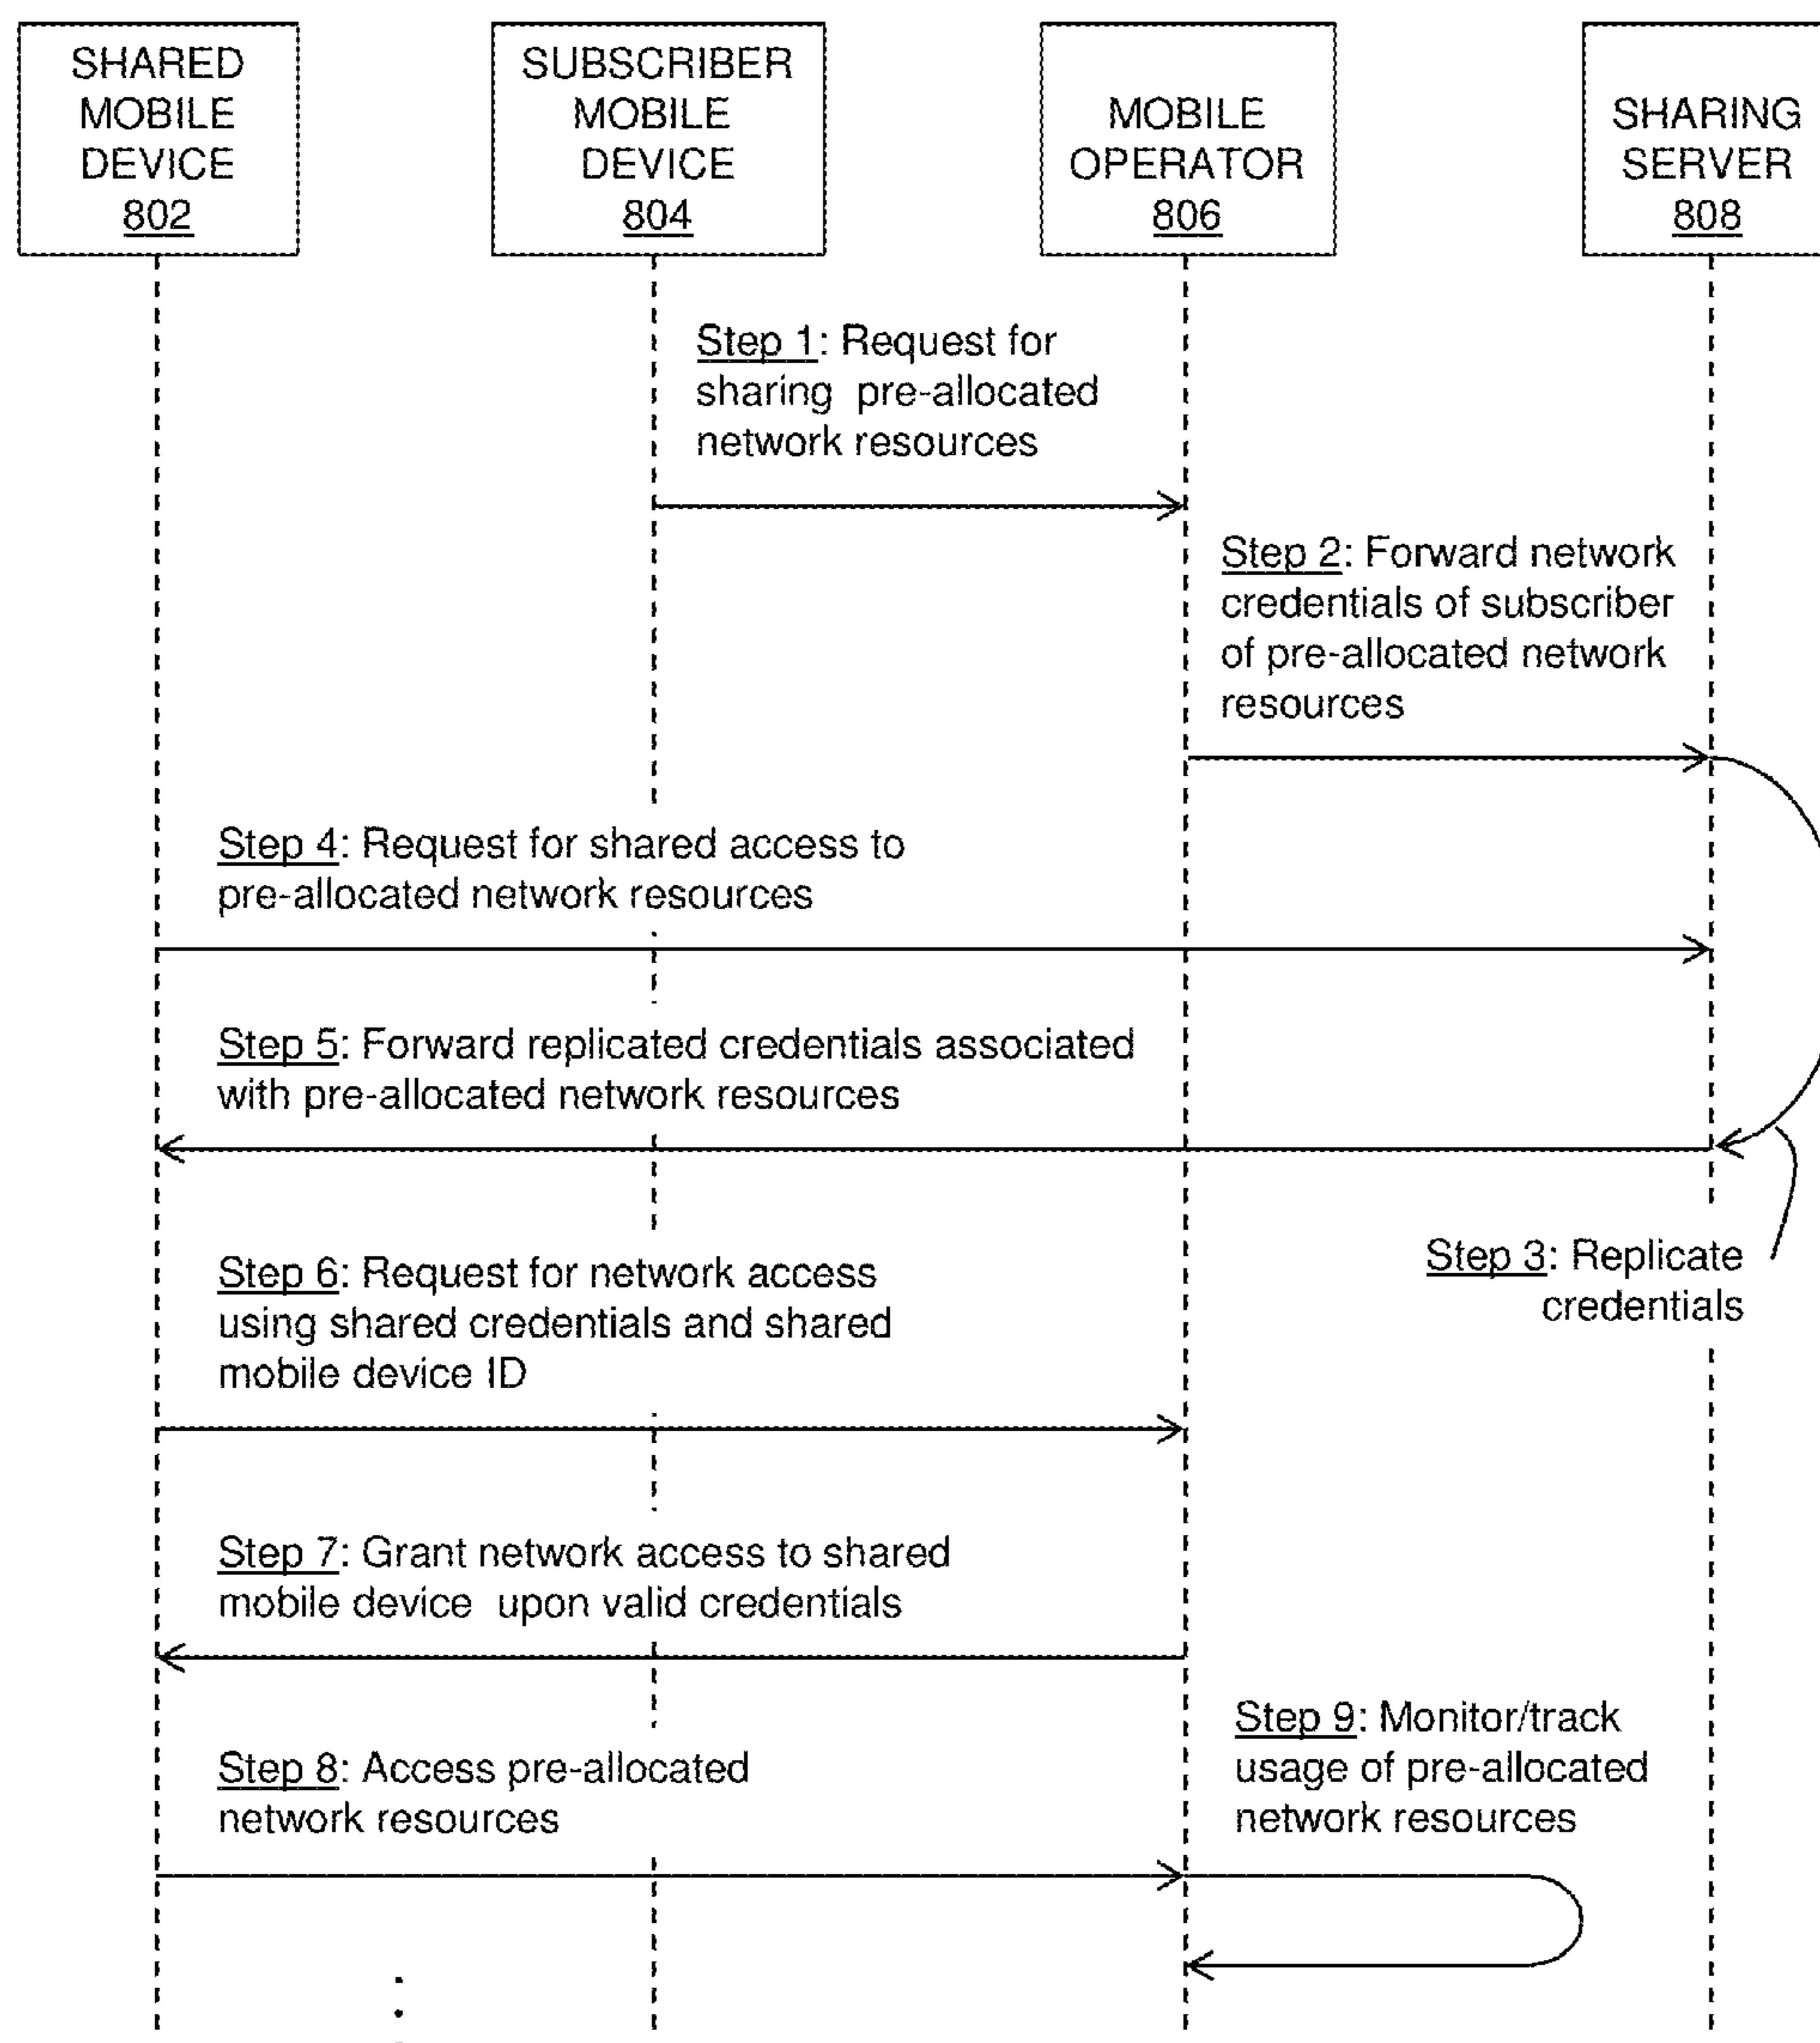 SHARED
MOBILE
DEVICE
802
SUBSCRIBER
MOBILE
DEVICE
804
MOBILE
OPERATOR
806
SHARING
SERVER
808
Step 1: Request for
sharing pre-allocated
network resources
Step 2: Forward network
credentials of subscriber
of pre-allocated network
resources
Step 4: Request for shared access to
pre-allocated network resources
Step 5: Forward replicated credentials associated
with pre-allocated network resources
Step 3: Replicate
credentials
Step 6: Request for network access
using shared credentials and shared
mobile device ID
Step 7: Grant network access to shared
mobile device upon valid credentials
Step 9: Monitor/track
usage of pre-allocated
network resources
Step 8: Access pre-allocated
network resources